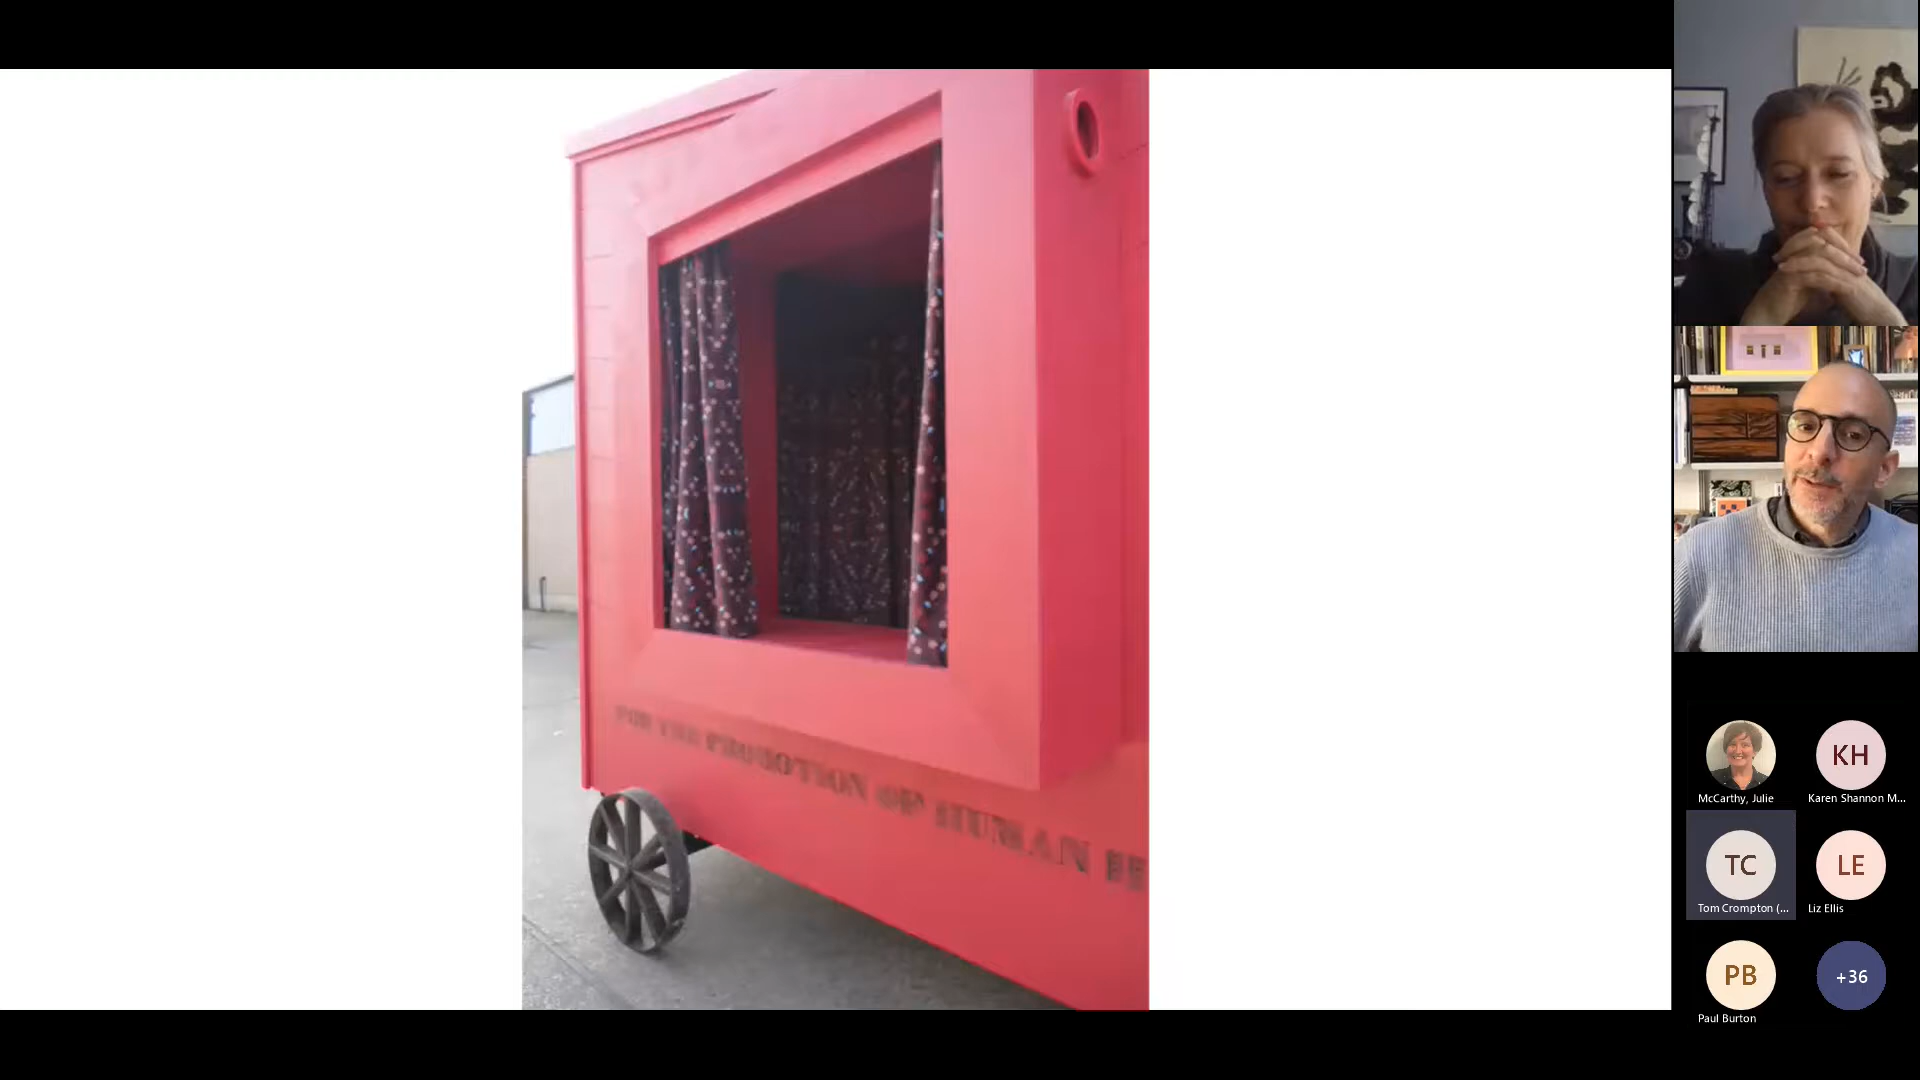 FOR THE PROMOTION OF HUMAN
McCarthy, Julie
KH
Karen Shannon M...
TC
Tom Crompton (...
LE
Liz Ellis
PB
Paul Burton
+36